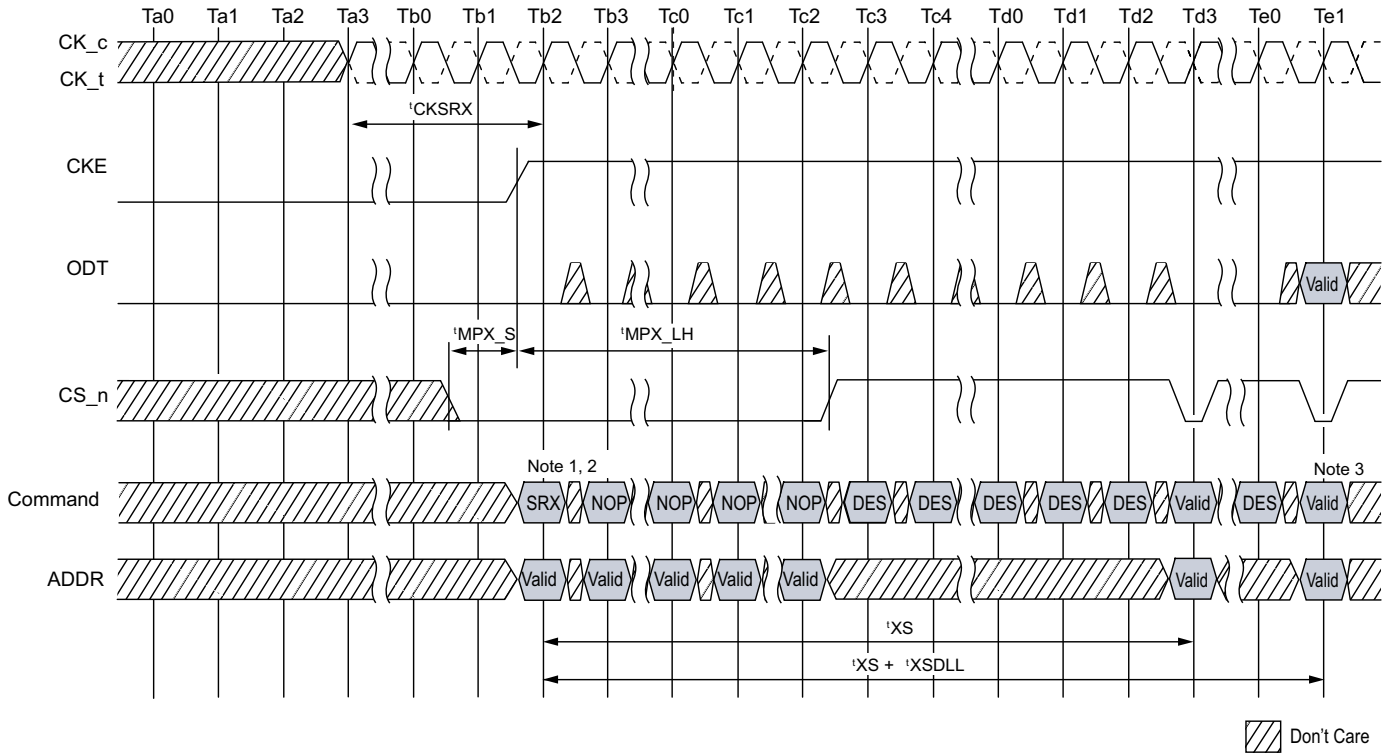 Ta0 Ta1 Ta2 Ta3 Tb0 Tb1 Tb2 Tb3 Tc0 Tc1 Tc2 Tc3 Tc4 Td0 Td1 Td2 Td3 Te0 Te1
CK_c
CK_t
tCKSRX
CKE
ODT
Valid
tMPX_S tMPX_LH
CS_n
Note 1, 2 Note 3
Command SRX NOP NOP NOP NOP DES DES DES DES DES Valid DES Valid
ADDR Valid Valid Valid Valid Valid Valid Valid
tXS
tXS + tXSDLL
Don't Care